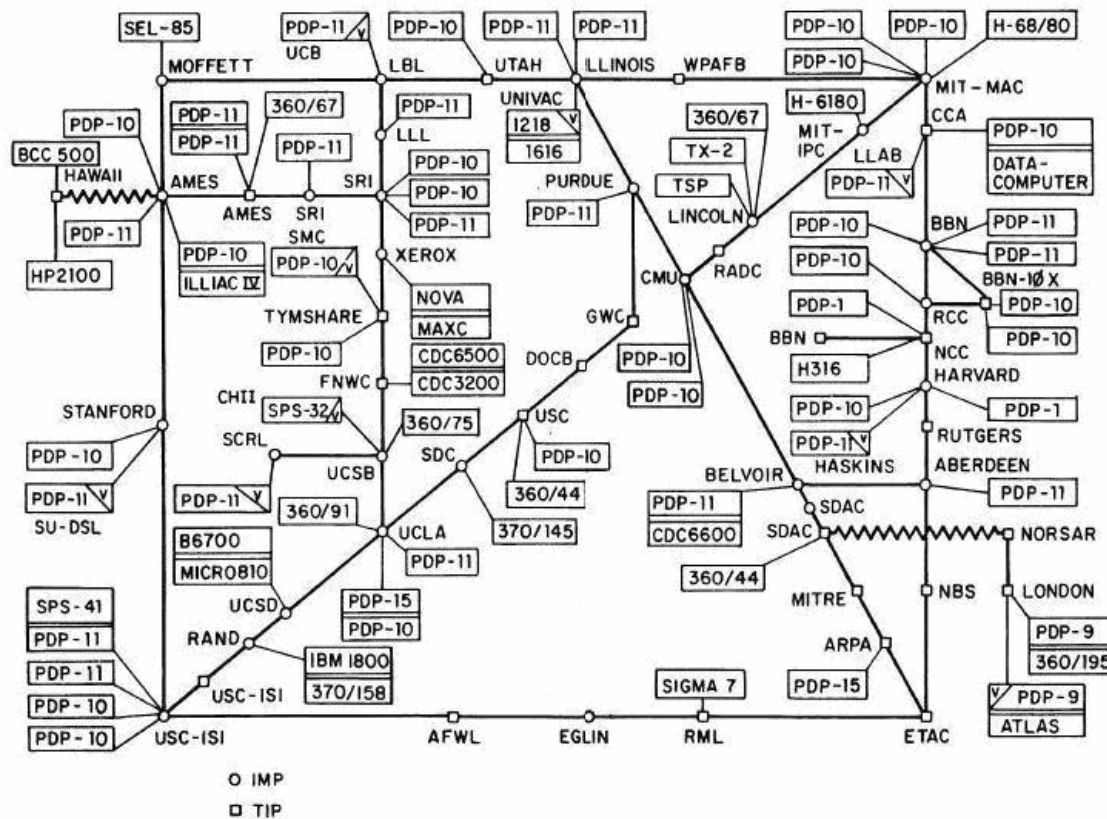 SEL-85
PDP-11 V
UCB
PDP-10
PDP-11
PDP-11
PDP-10
PDP-10
H-68/80
PDP-10
MOFFETT
LBL
UTAH
ILLINOIS
WPAFB
MIT-MAC
PDP-11
360/67
PDP-11
UNIVAC
1218 V
1616
360/67
H-6180
CCA
PDP-10
PDP-11
PDP-11
LLL
TX-2
MIT-
IPC
LLAB
PDP-10
DATA-
COMPUTER
BCC 500
HAWAII
AMES
SRI
PDP-10
PURDUE
TSP
PDP-11 V
AMES
SRI
PDP-10
PDP-11
LINCOLN
PDP-10
BBN
PDP-11
PDP-11
PDP-11
SMC
PDP-10 V
XEROX
RADC
PDP-10
PDP-11
HP2100
PDP-10
ILLIAC IV
CMU
BBN-10X
NOVA
MAXC
PDP-1
RCC
PDP-10
TYMSHARE
GWC
PDP-10
PDP-10
CDC6500
CDC3200
DOCB
PDP-10
BBN
NCC
H316
FNWC
PDP-10
HARVARD
CHII
SPS-32 V
STANFORD
360/75
USC
PDP-10
PDP-1
PDP-10
SCRL
UCSB
SDC
PDP-10
PDP-11 V
RUTGERS
PDP-11 V
SU-DSL
PDP-11 V
360/44
BELVOIR
HASKINS
ABERDEEN
360/91
UCLA
370/145
PDP-11
CDC6600
SDAC
PDP-11
B6700
MICRO810
PDP-11
SDAC
NORSAR
360/44
UCSD
PDP-15
PDP-10
MITRE
NBS
LONDON
SPS-41
PDP-11
RAND
IBM 1800
370/158
ARPA
PDP-9
360/195
PDP-11
USC-ISI
SIGMA 7
PDP-15
PDP-10
V PDP-9
ATLAS
PDP-10
USC-ISI
AFWL
EGLIN
RML
ETAC
IMP
TIP